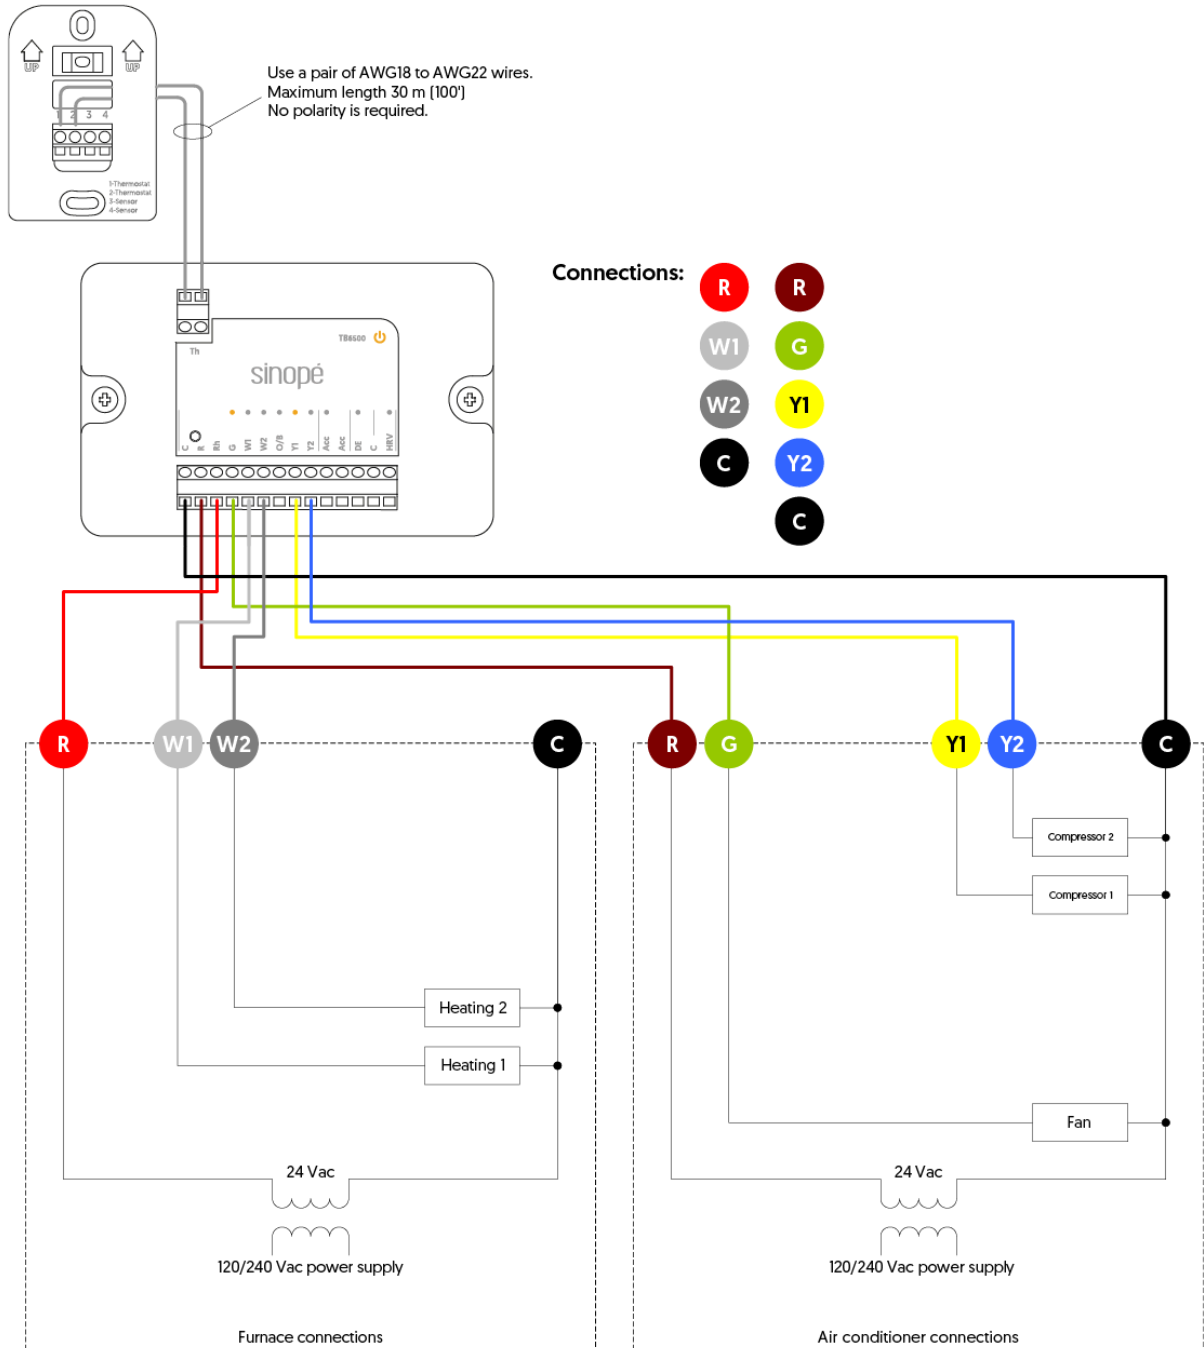 UP
UP
Use a pair of AWG18 to AWG22 wires.
Maximum length 30 m (100')
No polarity is required.
1 2 3 4
1-Thermostat
2-Thermostat
3-Sensor
4-Sensor
Connections:
R R
W1 G
W2 Y1
C Y2
C
TB6500
Th
sinopé
C R Rh G W1 W2 O/B Y1 Y2 Acc Acc DE C HRV
R W1 W2 C R G Y1 Y2 C
Compressor 2
Compressor 1
Heating 2
Heating 1
Fan
24 Vac
24 Vac
120/240 Vac power supply
120/240 Vac power supply
Furnace connections
Air conditioner connections